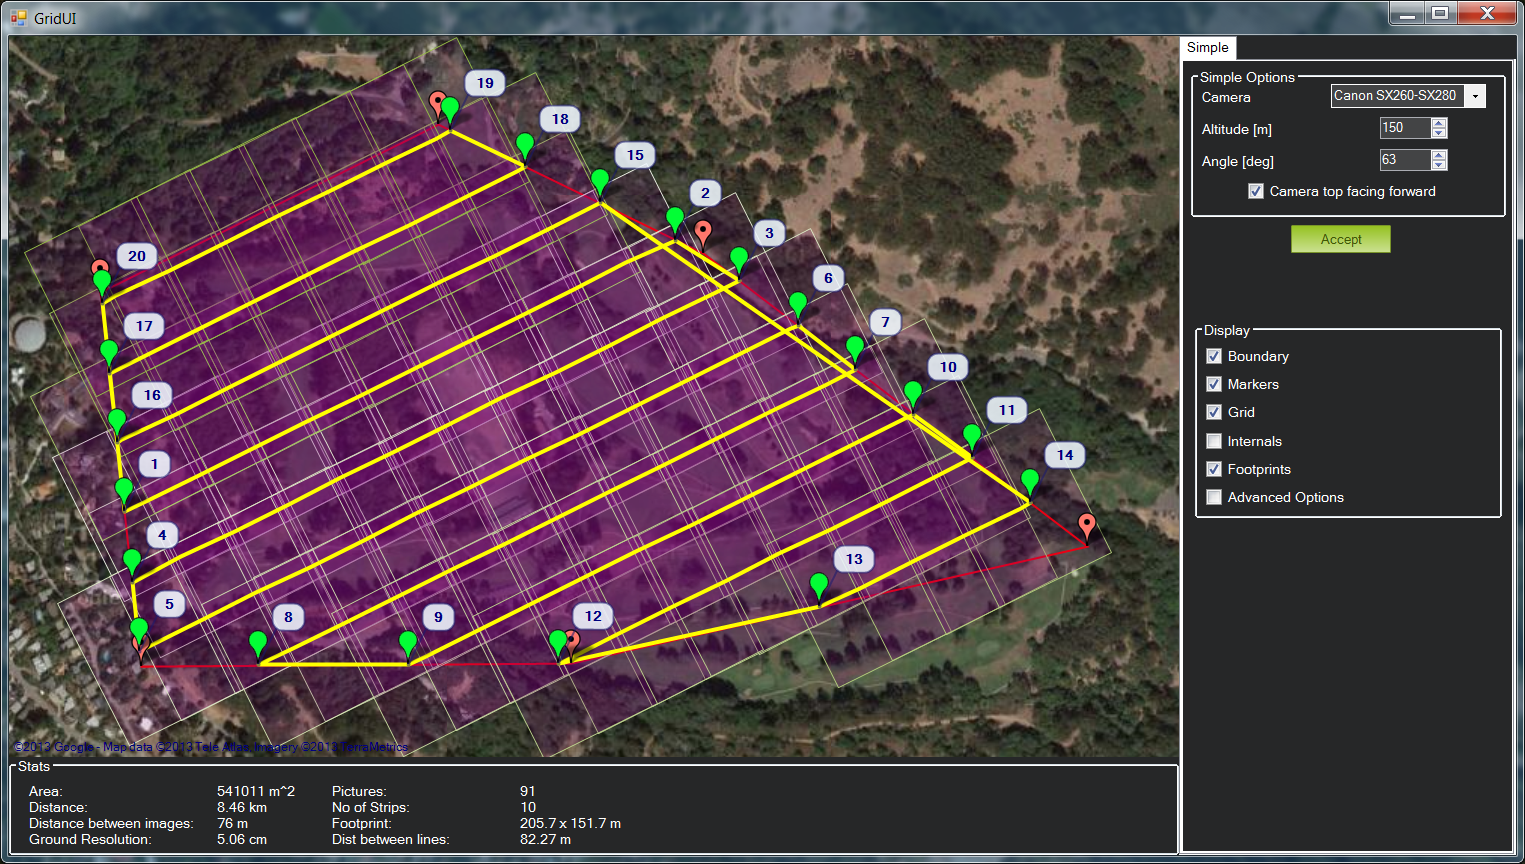 GridUI
Simple
Simple Options
Camera
Canon SX260-SX280
Altitude [m]
150
Angle [deg]
63
Camera top facing forward
Accept
Display
Boundary
Markers
Grid
Internals
Footprints
Advanced Options
19
18
15
2
3
20
6
17
7
10
16
11
1
14
4
13
5
8
9
12
©2013 Google - Map data ©2013 Tele Atlas, Imagery ©2013 TerraMetrics
Stats
Area: 541011 m^2 Pictures: 91
Distance: 8.46 km No of Strips: 10
Distance between images: 76 m Footprint: 205.7 x 151.7 m
Ground Resolution: 5.06 cm Dist between lines: 82.27 m